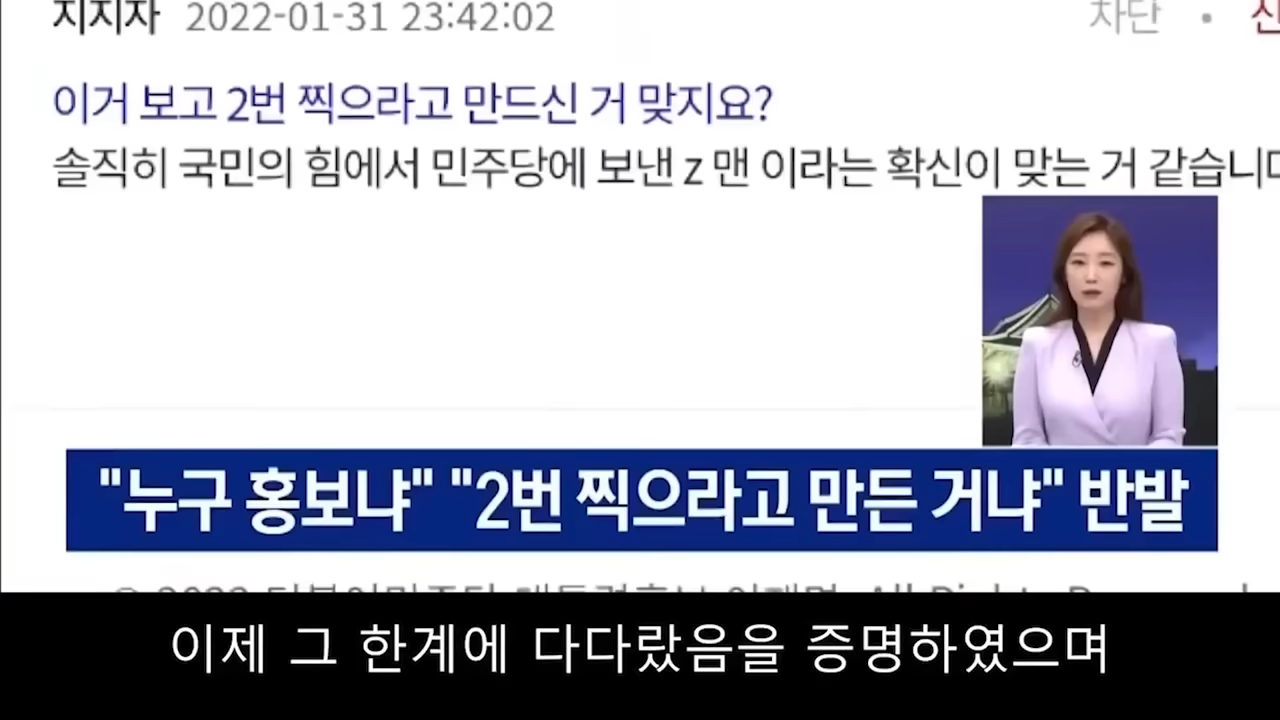 지지자 2022-01-31 23:42:02 차단
이거 보고 2번 찍으라고 만드신 거 맞지요?
솔직히 국민의 힘에서 민주당에 보낸 z 맨 이라는 확신이 맞는 거 같습니다
"누구 홍보냐" "2번 찍으라고 만든 거냐" 반발
이제 그 한계에 다다랐음을 증명하였으며